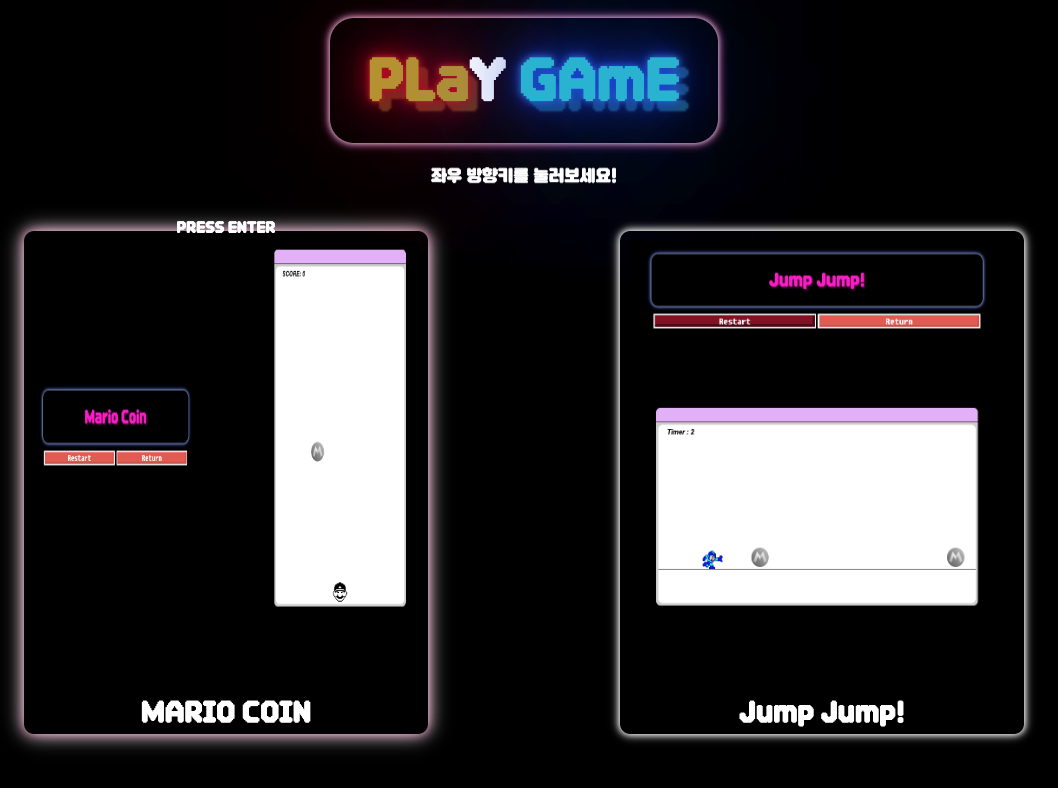 PLaY GAmE
좌우 방향키를 눌러보세요!
PRESS ENTER
SCORE: 0
Mario Coin
Restart Return
MARIO COIN
Jump Jump!
Restart Return
Timer : 2
M
M
M
Jump Jump!